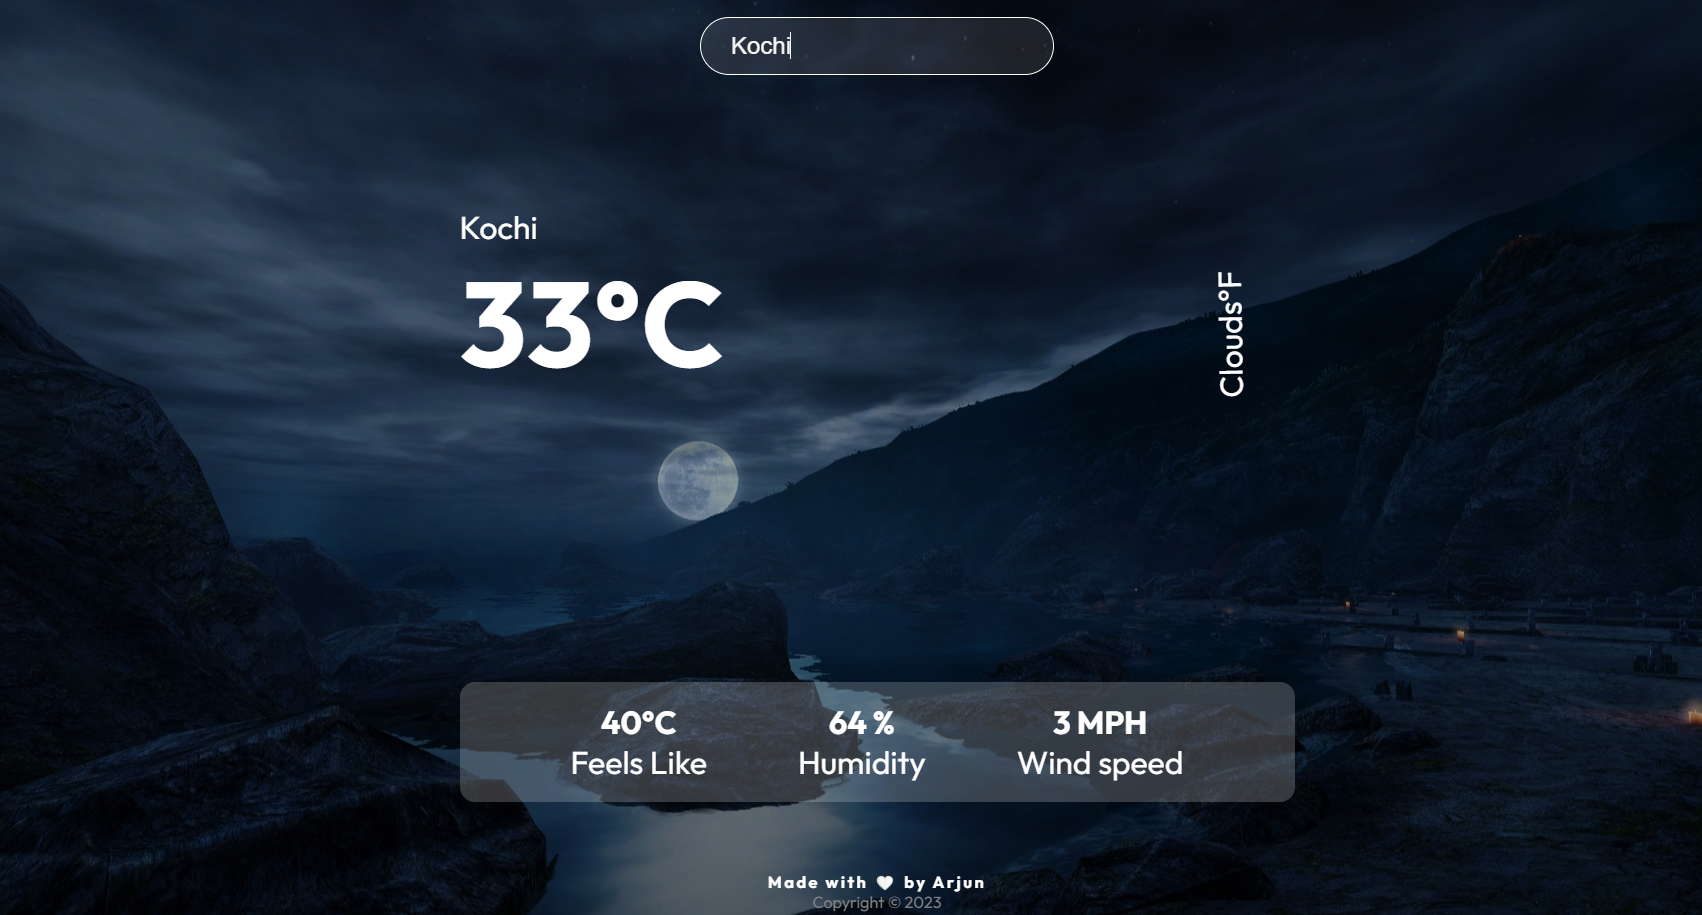 Kochi
Kochi
33°C
Clouds°F
40°C
Feels Like
64 %
Humidity
3 MPH
Wind speed
Made with 🤍 by Arjun
Copyright © 2023